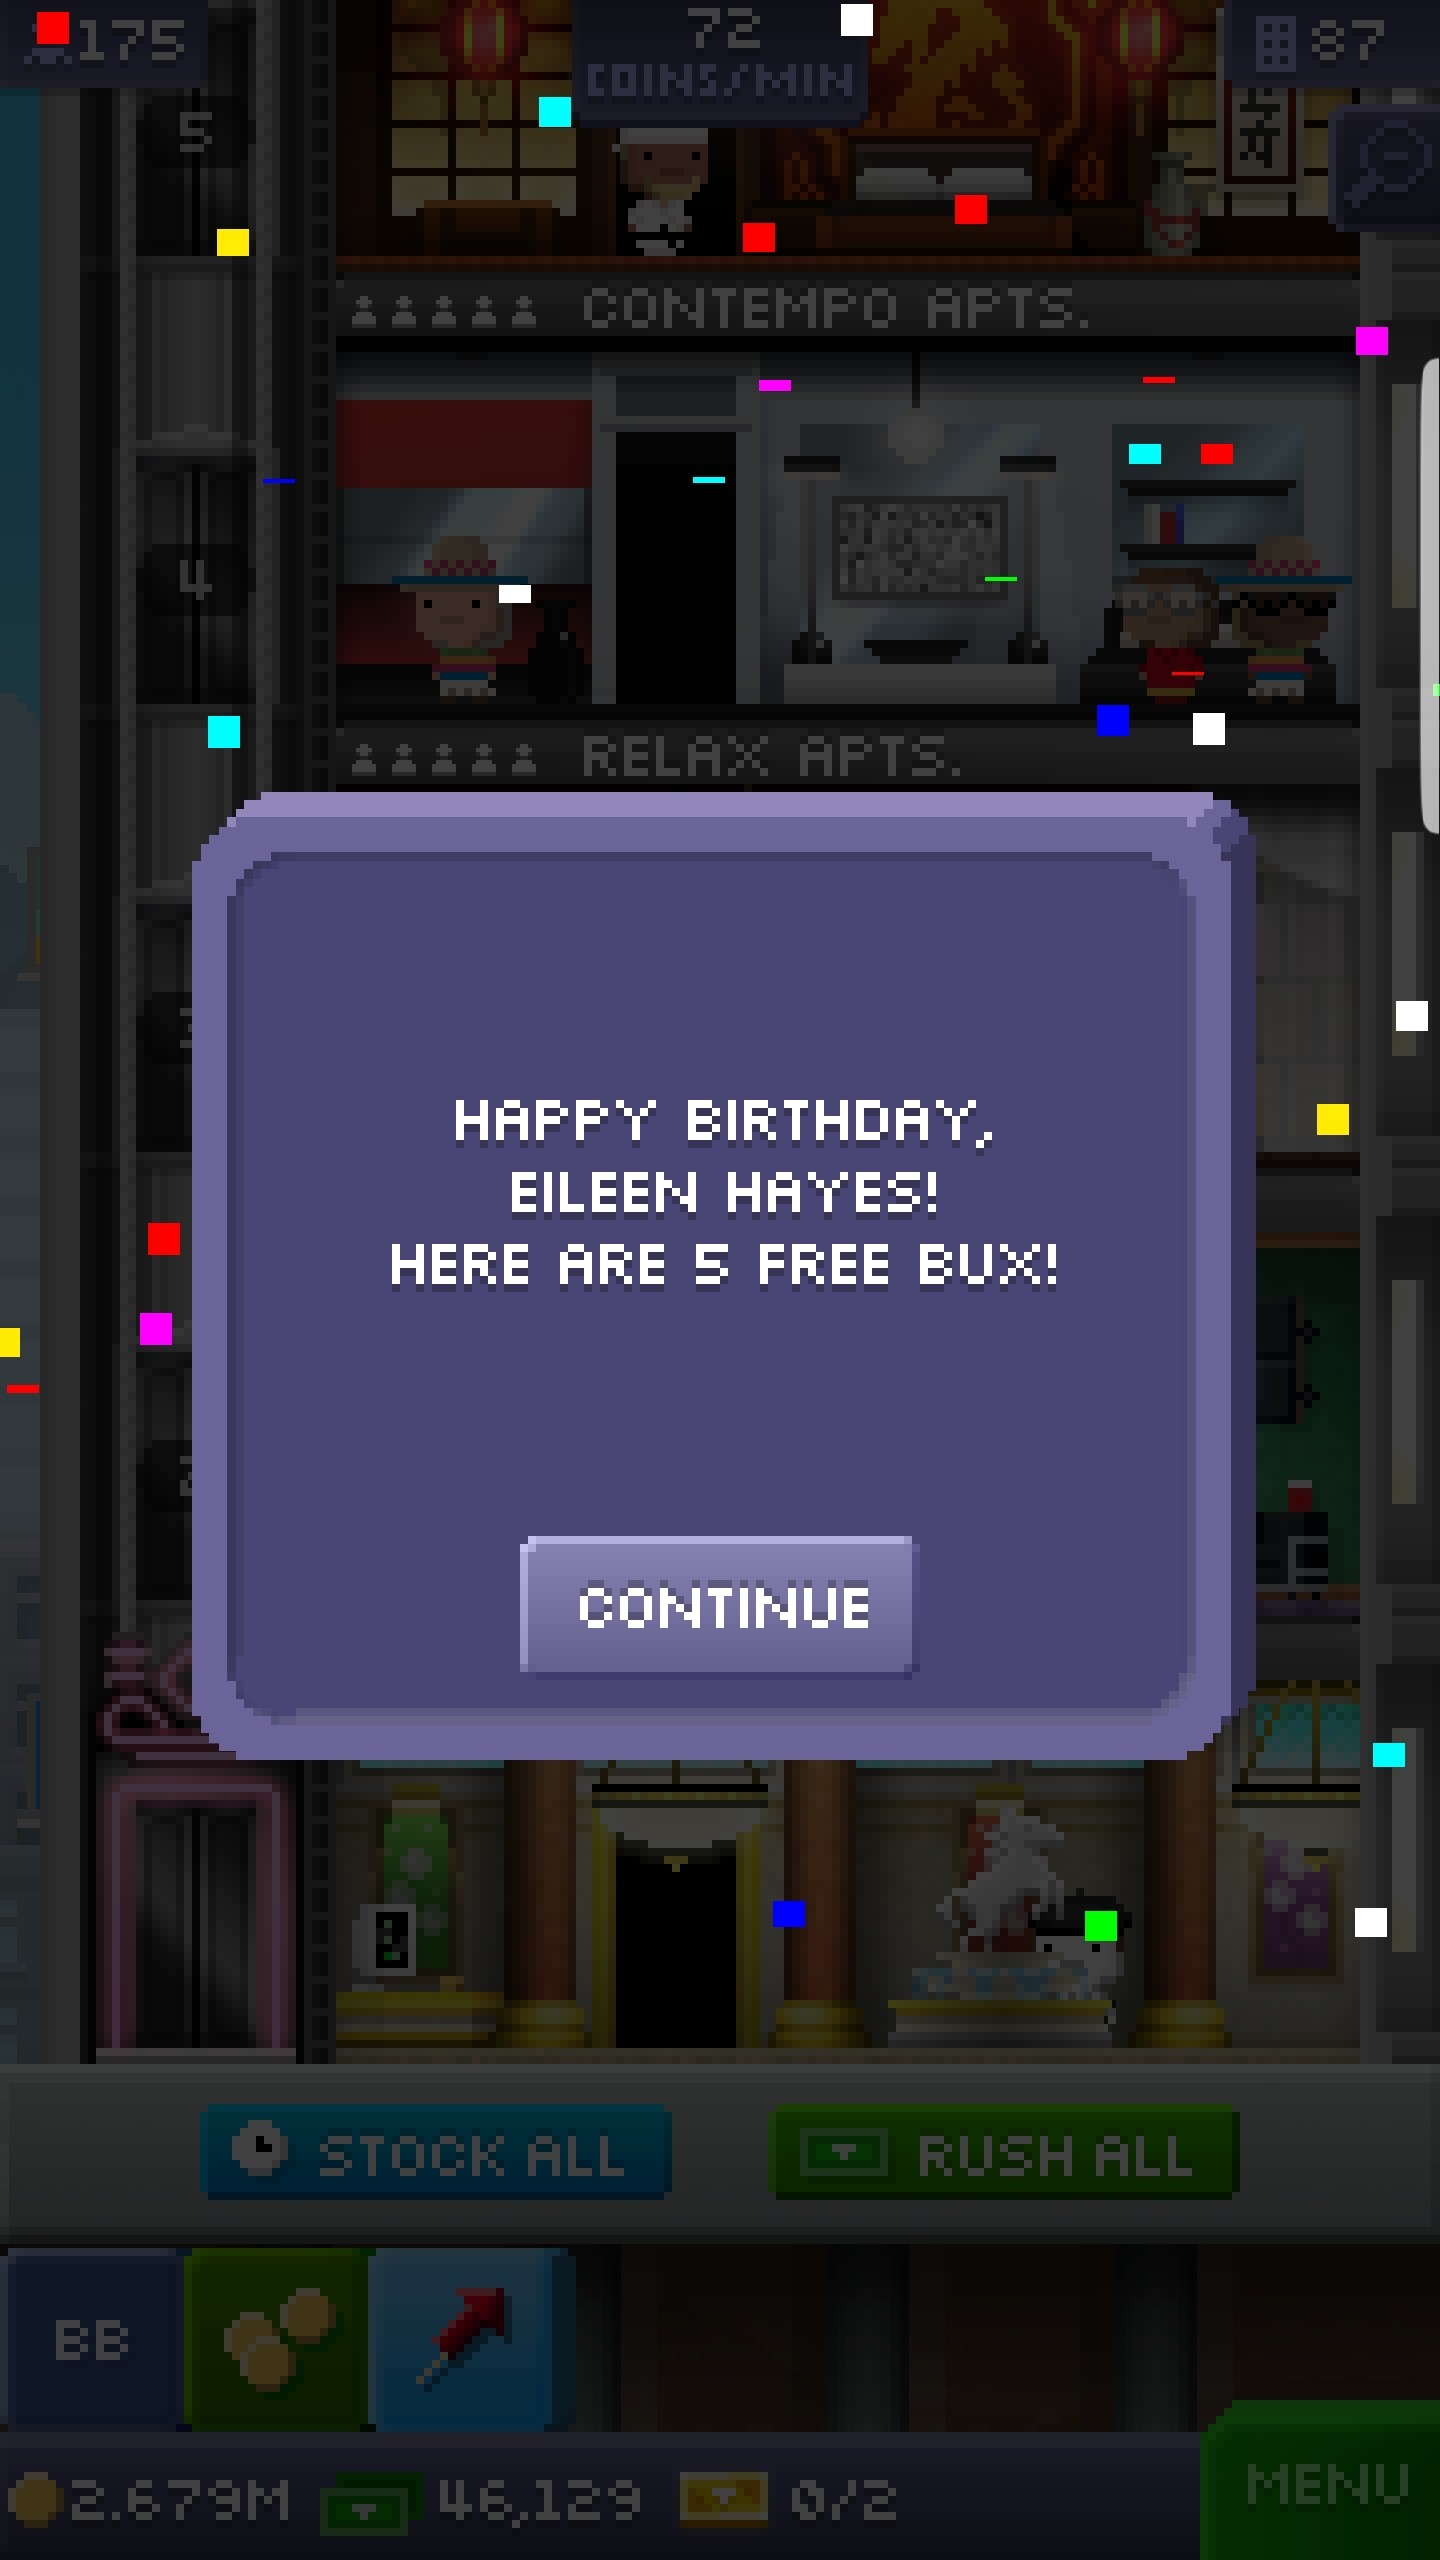 175
72
COINS/MIN
87
5
CONTEMPO APTS.
4
RELAX APTS.
HAPPY BIRTHDAY,
EILEEN HAYES!
HERE ARE 5 FREE BUX!
CONTINUE
STOCK ALL
RUSH ALL
BB
2.679M
46,129
0/2
MENU